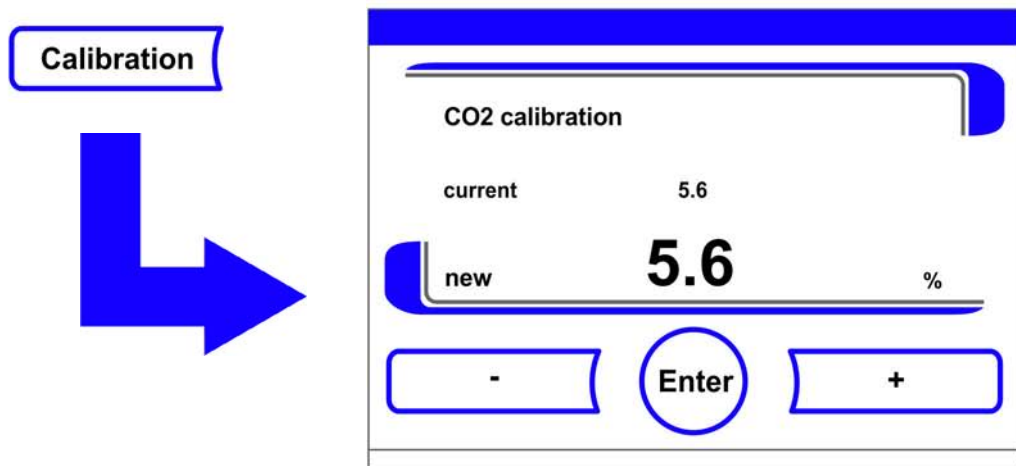 Calibration
CO2 calibration
current 5.6
new 5.6 %
- Enter +